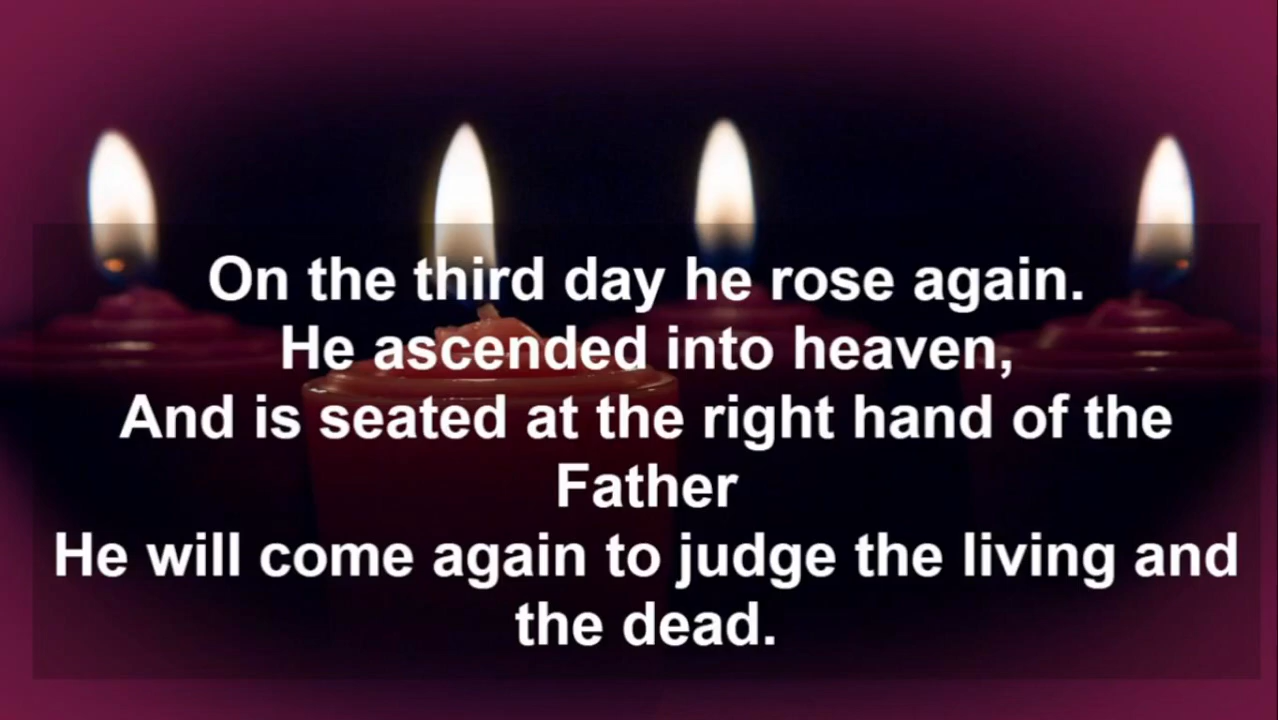 On the third day he rose again.
He ascended into heaven,
And is seated at the right hand of the
Father
He will come again to judge the living and
the dead.